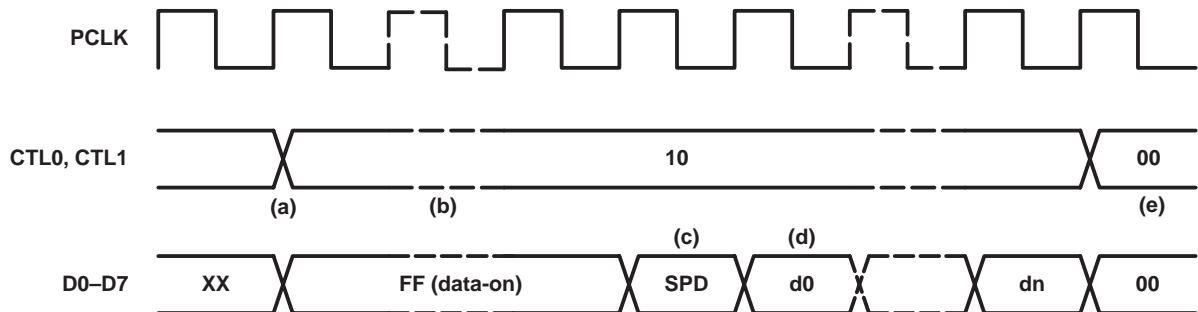 PCLK
CTL0, CTL1 10 00
(a) (b) (e)
(c) (d)
D0–D7 XX FF (data-on) SPD d0 dn 00